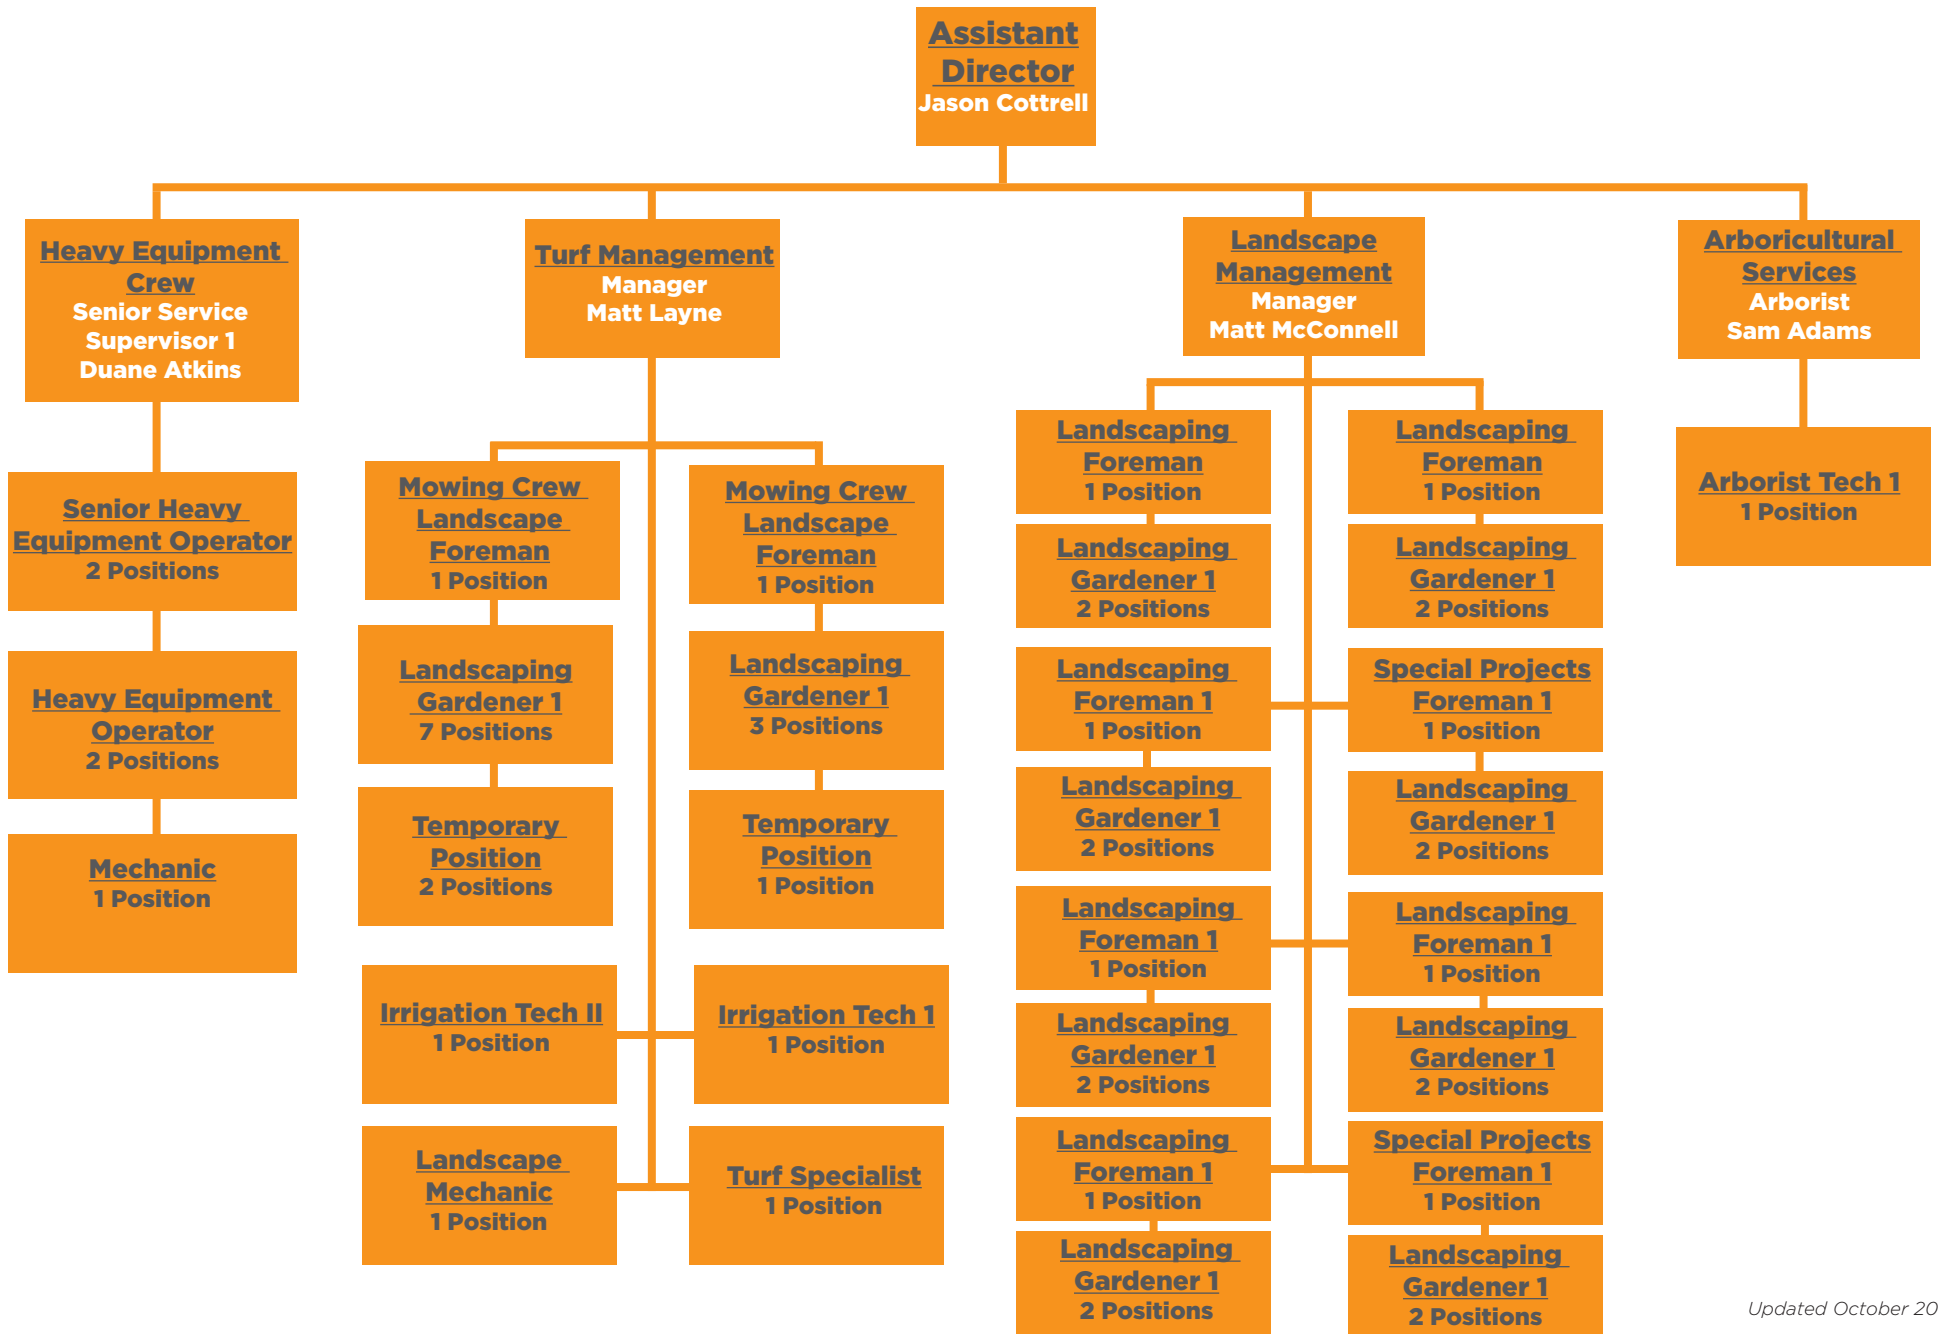 Assistant
Director
Jason Cottrell
Heavy Equipment
Crew
Senior Service
Supervisor 1
Duane Atkins
Senior Heavy
Equipment Operator
2 Positions
Heavy Equipment
Operator
2 Positions
Mechanic
1 Position
Turf Management
Manager
Matt Layne
Mowing Crew
Landscape
Foreman
1 Position
Landscaping
Gardener 1
7 Positions
Temporary
Position
2 Positions
Mowing Crew
Landscape
Foreman
1 Position
Landscaping
Gardener 1
3 Positions
Temporary
Position
1 Position
Irrigation Tech II
1 Position
Irrigation Tech 1
1 Position
Landscape
Mechanic
1 Position
Turf Specialist
1 Position
Landscape
Management
Manager
Matt McConnell
Landscaping
Foreman
1 Position
Landscaping
Gardener 1
2 Positions
Landscaping
Foreman
1 Position
Landscaping
Gardener 1
2 Positions
Landscaping
Foreman 1
1 Position
Landscaping
Gardener 1
2 Positions
Special Projects
Foreman 1
1 Position
Landscaping
Gardener 1
2 Positions
Landscaping
Foreman 1
1 Position
Landscaping
Gardener 1
2 Positions
Landscaping
Foreman 1
1 Position
Landscaping
Gardener 1
2 Positions
Landscaping
Foreman 1
1 Position
Landscaping
Gardener 1
2 Positions
Special Projects
Foreman 1
1 Position
Landscaping
Gardener 1
2 Positions
Arboricultural
Services
Arborist
Sam Adams
Arborist Tech 1
1 Position
Updated October 20